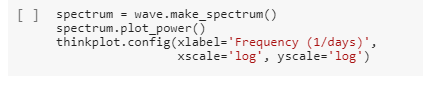 [ ] spectrum = wave.make_spectrum()
spectrum.plot_power()
thinkplot.config(xlabel='Frequency (1/days)',
xscale='log', yscale='log')